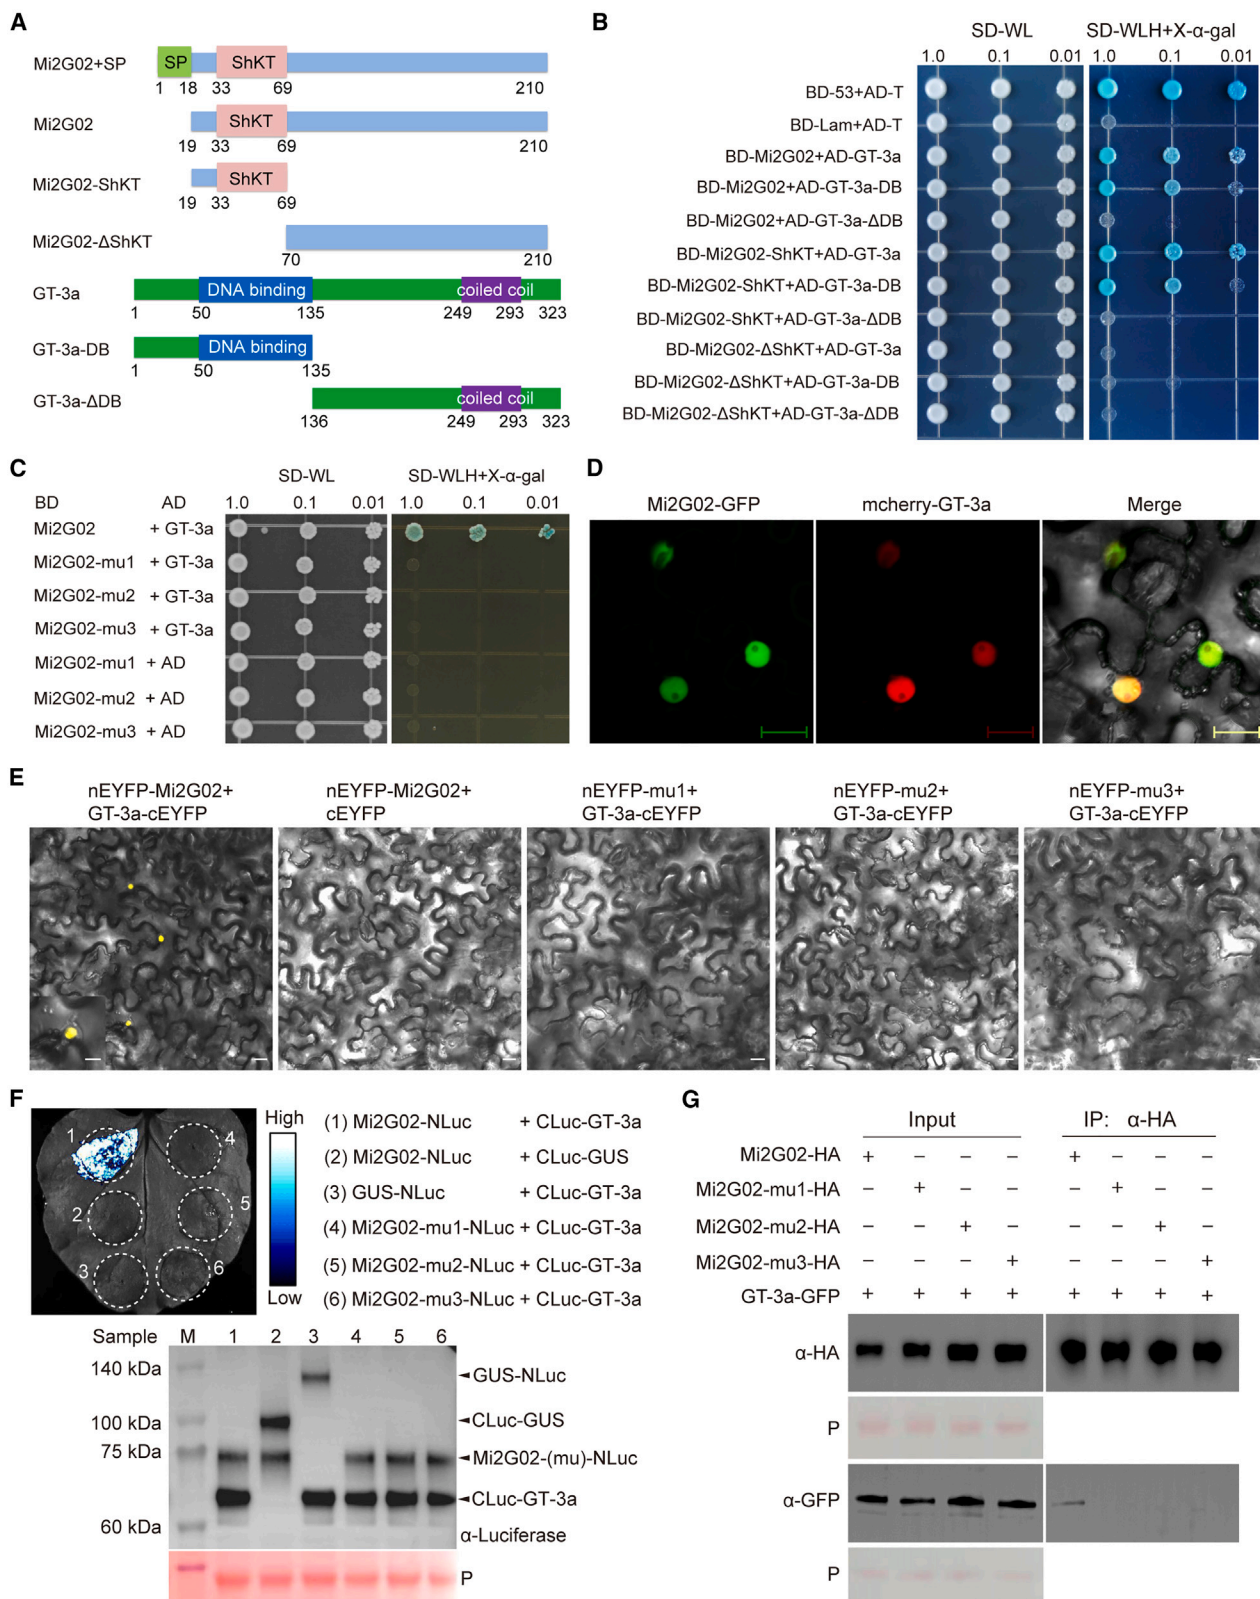 A
Mi2G02+SP
SP
ShKT
1 18 33 69 210
Mi2G02
ShKT
19 33 69 210
Mi2G02-ShKT
ShKT
19 33 69
Mi2G02-ΔShKT
70 210
GT-3a
DNA binding
coiled coil
1 50 135 249 293 323
GT-3a-DB
DNA binding
1 50 135
GT-3a-ΔDB
coiled coil
136 249 293 323
B
SD-WL SD-WLH+X-α-gal
1.0 0.1 0.01 1.0 0.1 0.01
BD-53+AD-T
BD-Lam+AD-T
BD-Mi2G02+AD-GT-3a
BD-Mi2G02+AD-GT-3a-DB
BD-Mi2G02+AD-GT-3a-ΔDB
BD-Mi2G02-ShKT+AD-GT-3a
BD-Mi2G02-ShKT+AD-GT-3a-DB
BD-Mi2G02-ShKT+AD-GT-3a-ΔDB
BD-Mi2G02-ΔShKT+AD-GT-3a
BD-Mi2G02-ΔShKT+AD-GT-3a-DB
BD-Mi2G02-ΔShKT+AD-GT-3a-ΔDB
C
SD-WL SD-WLH+X-α-gal
BD AD 1.0 0.1 0.01 1.0 0.1 0.01
Mi2G02 + GT-3a
Mi2G02-mu1 + GT-3a
Mi2G02-mu2 + GT-3a
Mi2G02-mu3 + GT-3a
Mi2G02-mu1 + AD
Mi2G02-mu2 + AD
Mi2G02-mu3 + AD
D
Mi2G02-GFP mcherry-GT-3a Merge
E
nEYFP-Mi2G02+
GT-3a-cEYFP
nEYFP-Mi2G02+
cEYFP
nEYFP-mu1+
GT-3a-cEYFP
nEYFP-mu2+
GT-3a-cEYFP
nEYFP-mu3+
GT-3a-cEYFP
F
1
2
3
4
5
6
High
Low
(1) Mi2G02-NLuc + CLuc-GT-3a
(2) Mi2G02-NLuc + CLuc-GUS
(3) GUS-NLuc + CLuc-GT-3a
(4) Mi2G02-mu1-NLuc + CLuc-GT-3a
(5) Mi2G02-mu2-NLuc + CLuc-GT-3a
(6) Mi2G02-mu3-NLuc + CLuc-GT-3a
Sample M 1 2 3 4 5 6
140 kDa
100 kDa
75 kDa
60 kDa
GUS-NLuc
CLuc-GUS
Mi2G02-(mu)-NLuc
CLuc-GT-3a
α-Luciferase
P
G
Input IP: α-HA
Mi2G02-HA + − − − + − − −
Mi2G02-mu1-HA − + − − − + − −
Mi2G02-mu2-HA − − + − − − + −
Mi2G02-mu3-HA − − − + − − − +
GT-3a-GFP + + + + + + + +
α-HA
P
α-GFP
P